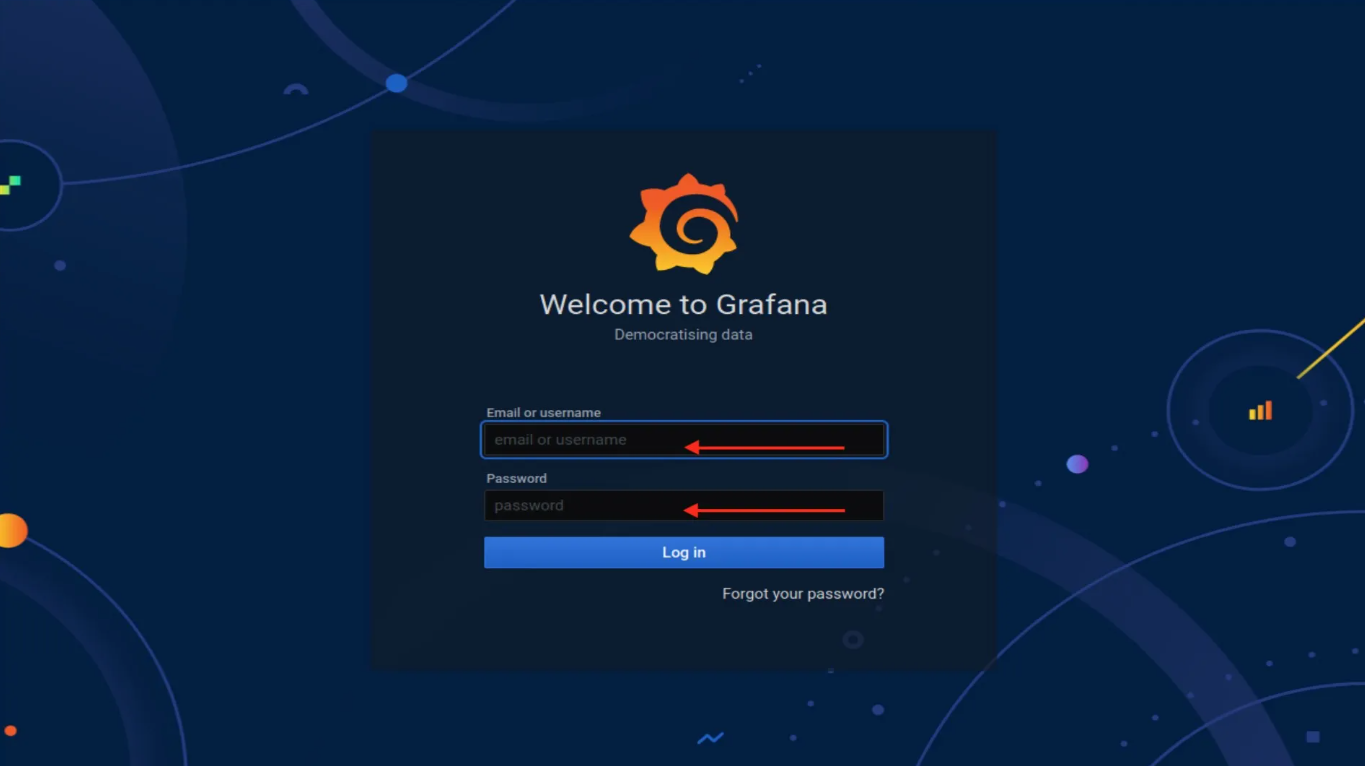 Welcome to Grafana
Democratising data
Email or username
email or username
Password
password
Log in
Forgot your password?